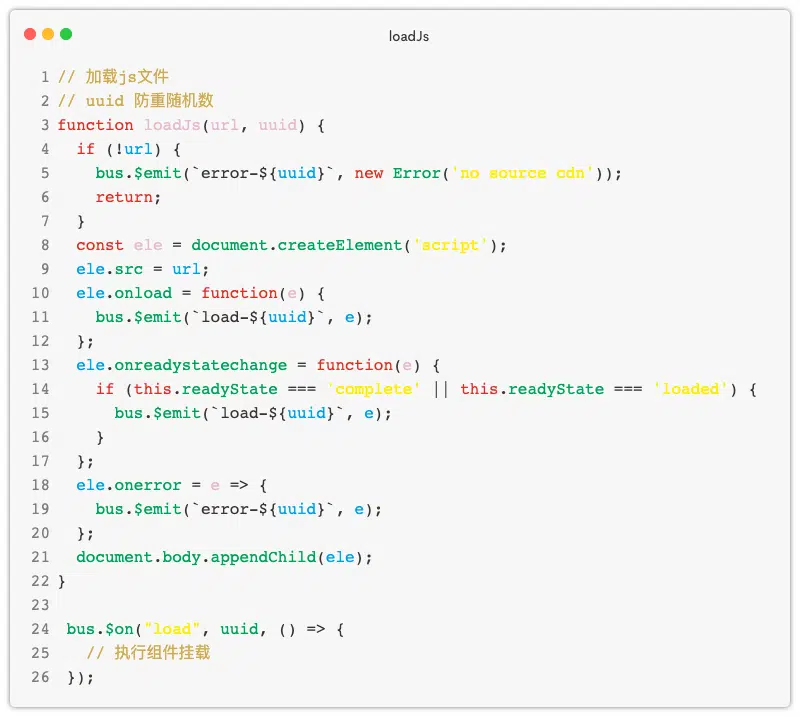 loadJs
1 // 加载js文件
2 // uuid 防重随机数
3 function loadJs(url, uuid) {
4   if (!url) {
5     bus.$emit(`error-${uuid}`, new Error('no source cdn'));
6     return;
7   }
8   const ele = document.createElement('script');
9   ele.src = url;
10   ele.onload = function(e) {
11     bus.$emit(`load-${uuid}`, e);
12   };
13   ele.onreadystatechange = function(e) {
14     if (this.readyState === 'complete' || this.readyState === 'loaded') {
15       bus.$emit(`load-${uuid}`, e);
16     }
17   };
18   ele.onerror = e => {
19     bus.$emit(`error-${uuid}`, e);
20   };
21   document.body.appendChild(ele);
22 }
23
24  bus.$on("load", uuid, () => {
25    // 执行组件挂载
26  });